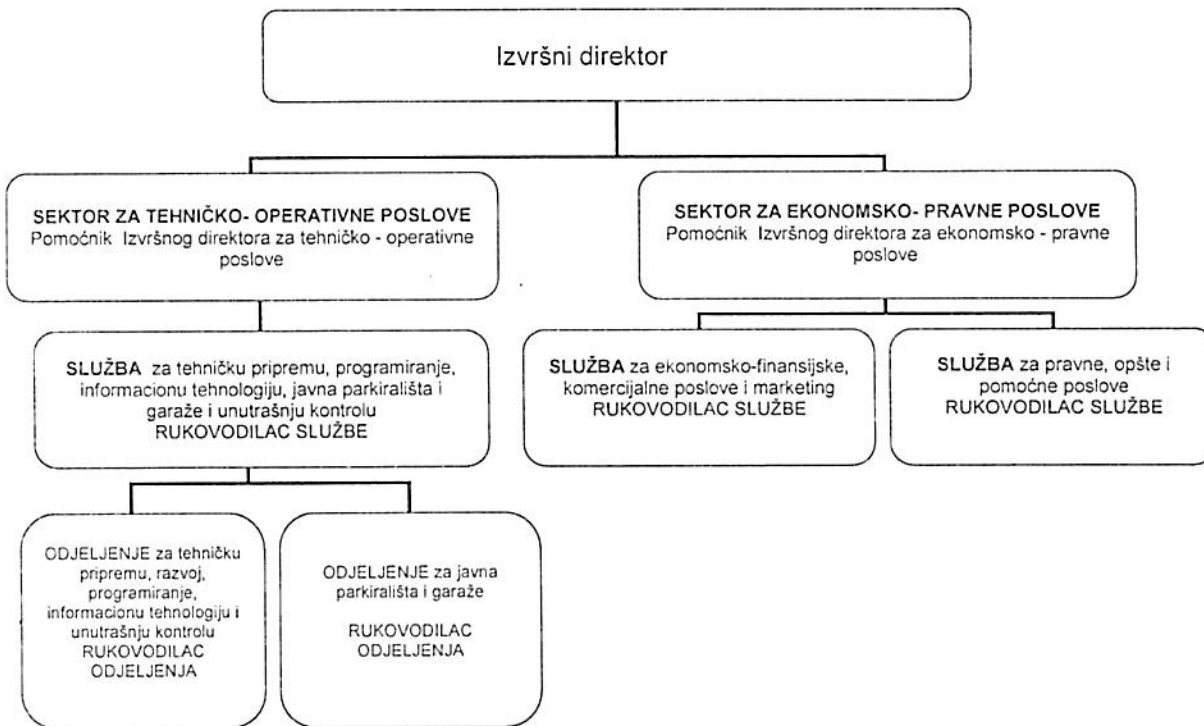 Izvršni direktor
SEKTOR ZA TEHNIČKO- OPERATIVNE POSLOVE
Pomoćnik Izvršnog direktora za tehničko - operativne
poslove
SEKTOR ZA EKONOMSKO- PRAVNE POSLOVE
Pomoćnik Izvršnog direktora za ekonomsko - pravne
poslove
SLUŽBA za tehničku pripremu, programiranje,
informacionu tehnologiju, javna parkirališta i
garaže i unutrašnju kontrolu
RUKOVODILAC SLUŽBE
SLUŽBA za ekonomsko-finansijske,
komercijalne poslove i marketing
RUKOVODILAC SLUŽBE
SLUŽBA za pravne, opšte i
pomoćne poslove
RUKOVODILAC SLUŽBE
ODJELJENJE za tehničku
pripremu, razvoj,
programiranje,
informacionu tehnologiju i
unutrašnju kontrolu
RUKOVODILAC
ODJELJENJA
ODJELJENJE za javna
parkirališta i garaže
RUKOVODILAC
ODJELJENJA